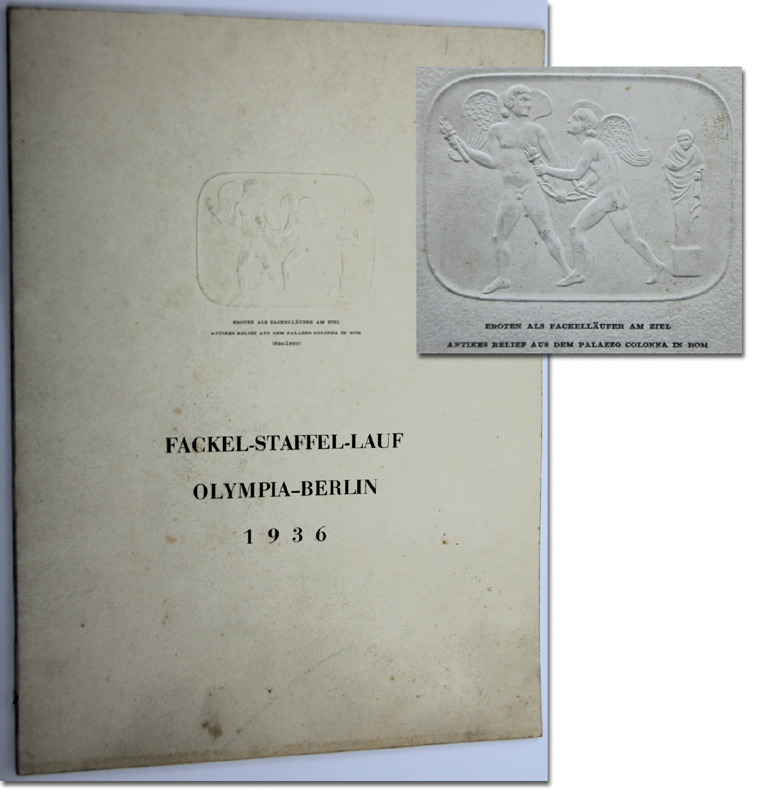 EROTEN ALS FACKELLÄUFER AM ZIEL
ANTIKES RELIEF AUS DEM PALAZZO COLONNA IN ROM
(ERGÄNZT)
FACKEL-STAFFEL-LAUF
OLYMPIA-BERLIN
1936
EROTEN ALS FACKELLÄUFER AM ZIEL
ANTIKES RELIEF AUS DEM PALAZZO COLONNA IN ROM